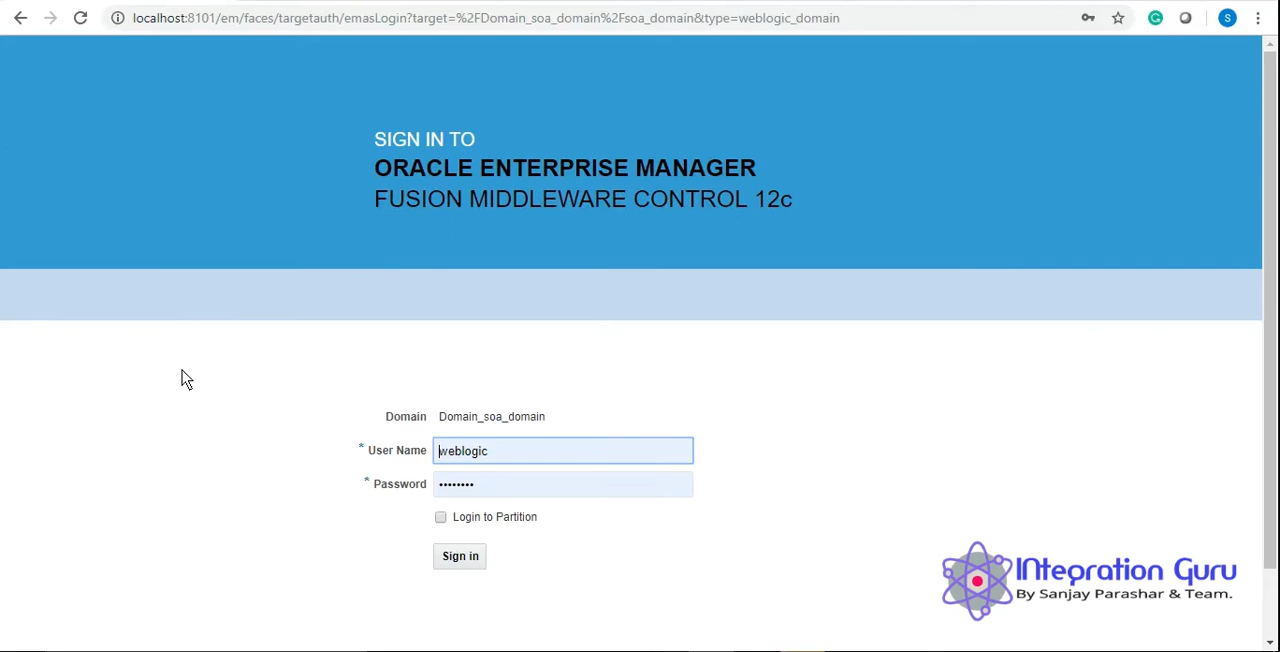 localhost:8101/em/faces/targetauth/emasLogin?target=%2FDomain_soa_domain%2Fsoa_domain&type=weblogic_domain
S
SIGN IN TO
ORACLE ENTERPRISE MANAGER
FUSION MIDDLEWARE CONTROL 12c
Domain Domain_soa_domain
* User Name weblogic
* Password ••••••••
Login to Partition
Sign in
INtegration Guru
By Sanjay Parashar & Team.